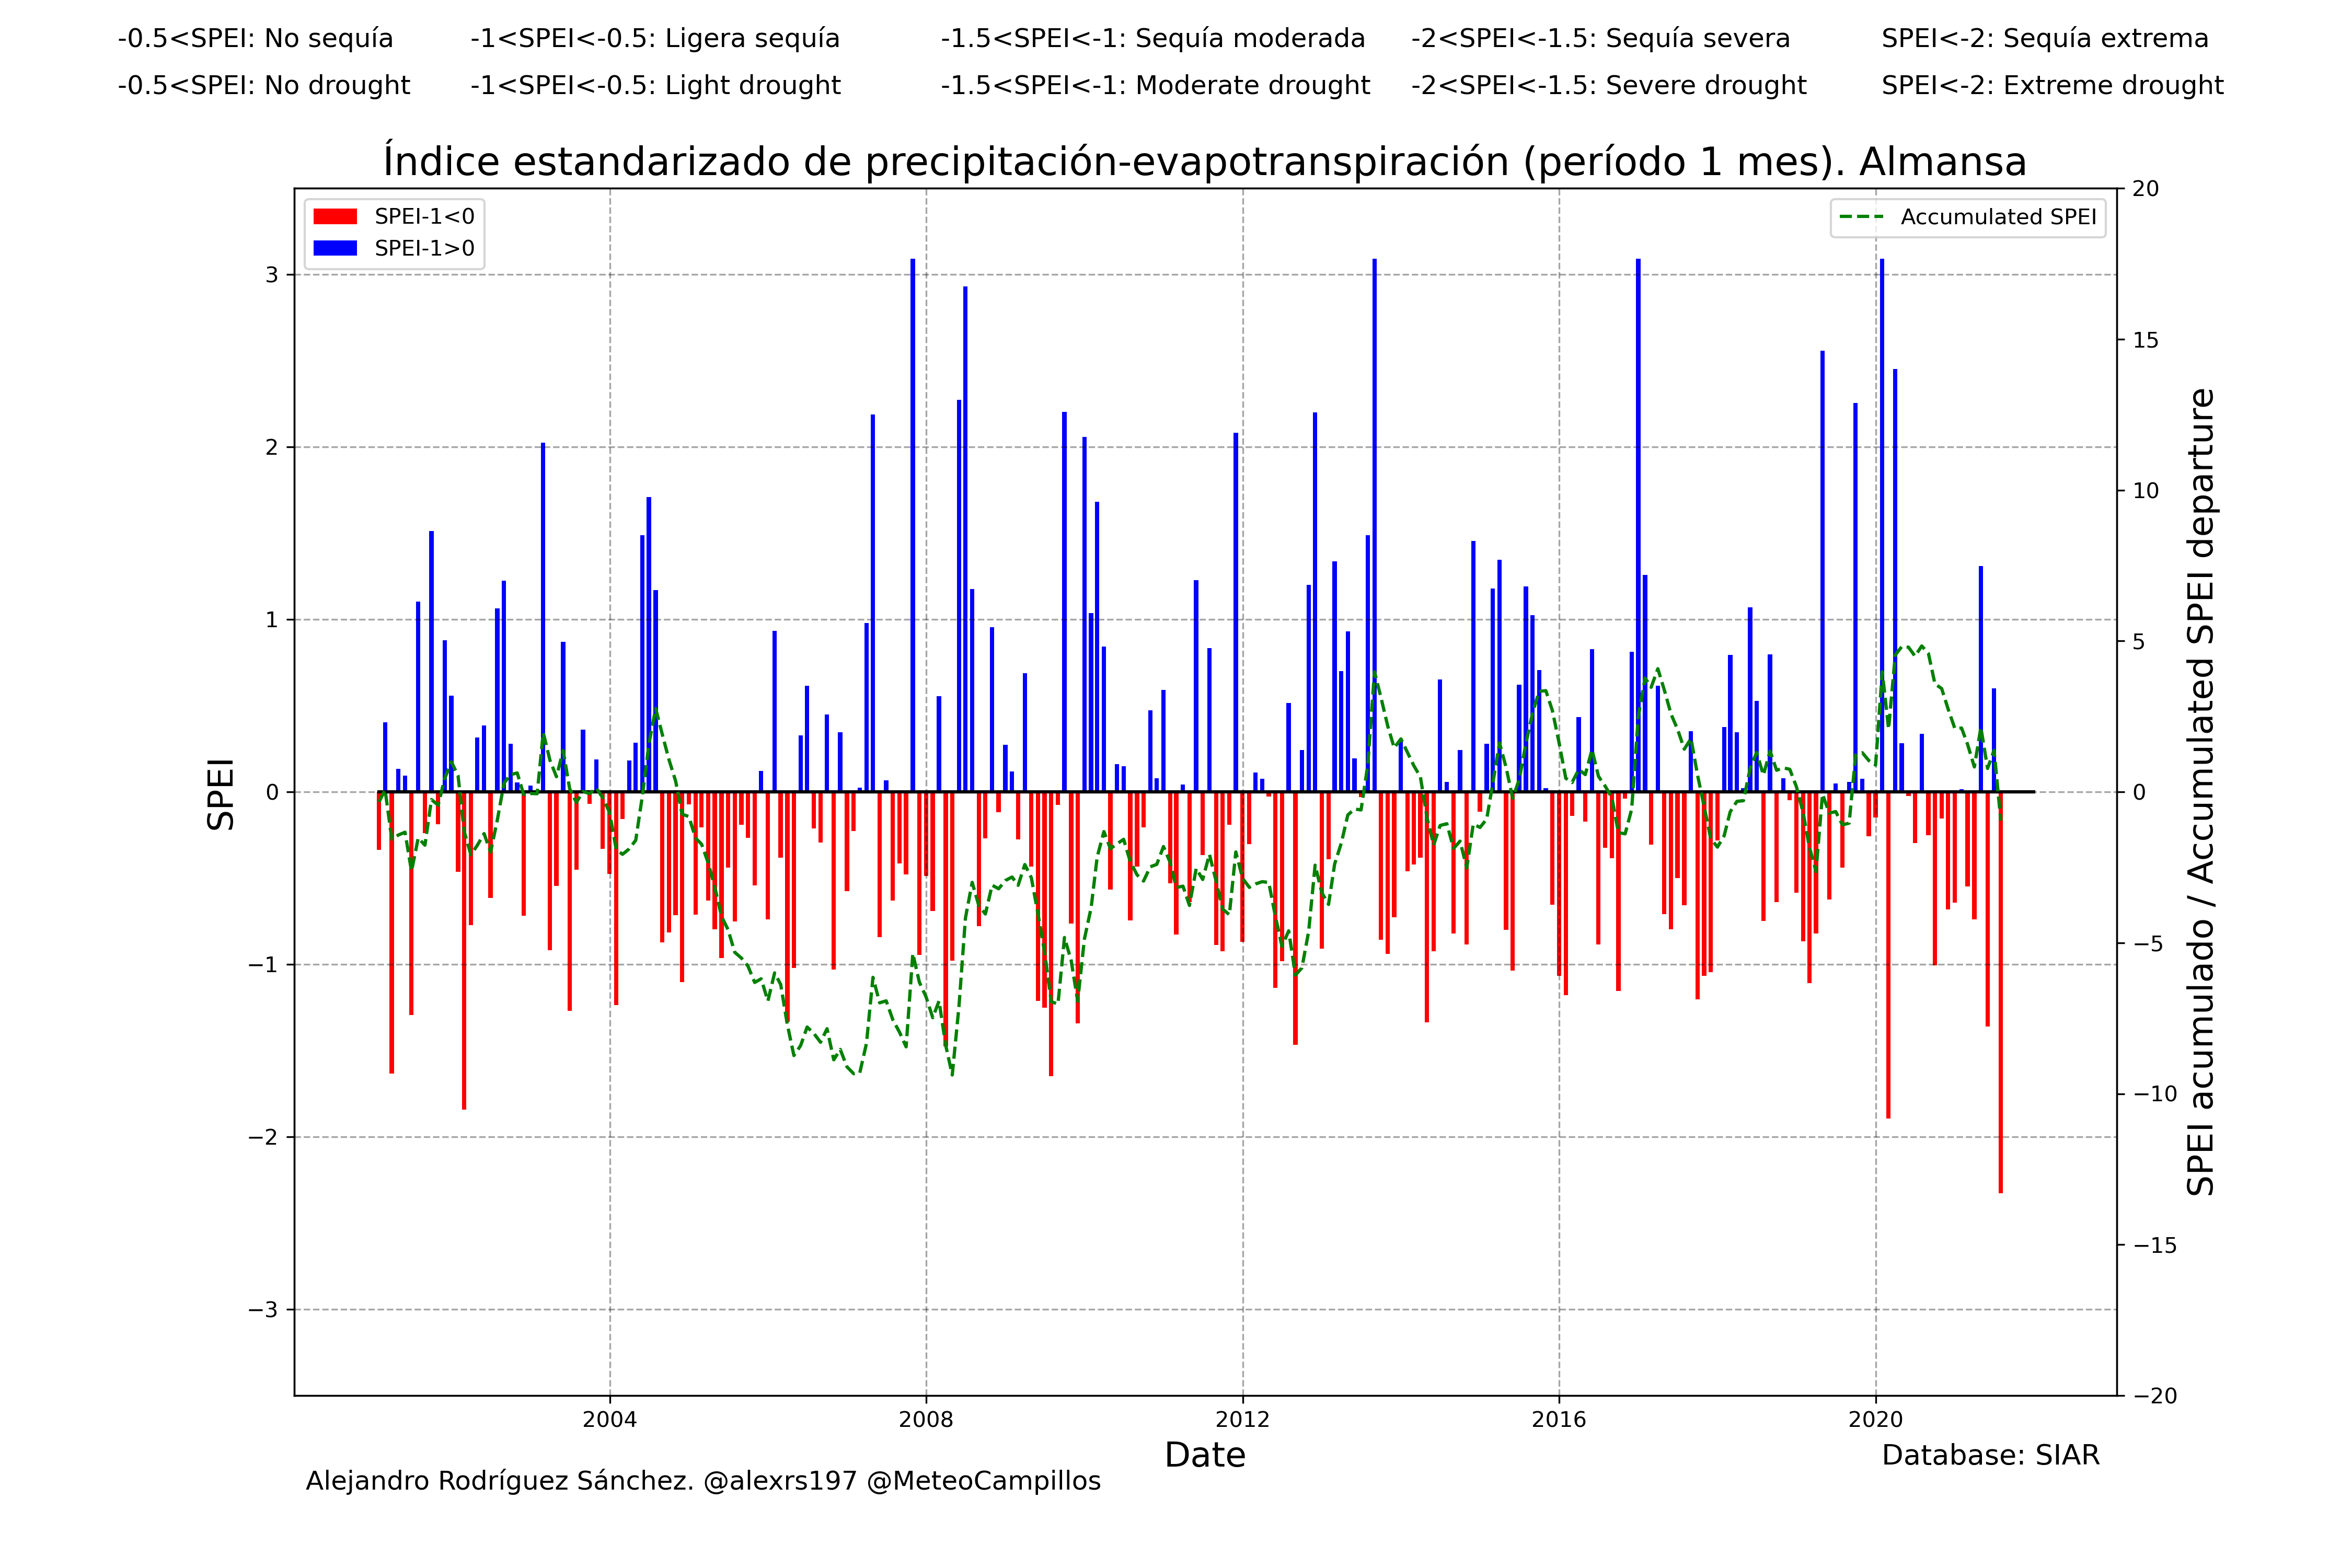 -0.5<SPEI: No sequía -1<SPEI<-0.5: Ligera sequía -1.5<SPEI<-1: Sequía moderada -2<SPEI<-1.5: Sequía severa SPEI<-2: Sequía extrema
-0.5<SPEI: No drought -1<SPEI<-0.5: Light drought -1.5<SPEI<-1: Moderate drought -2<SPEI<-1.5: Severe drought SPEI<-2: Extreme drought
Índice estandarizado de precipitación-evapotranspiración (período 1 mes). Almansa
SPEI-1<0
SPEI-1>0
Accumulated SPEI
SPEI
3
2
1
0
−1
−2
−3
20
15
10
5
0
−5
−10
−15
−20
SPEI acumulado / Accumulated SPEI departure
2004 2008 2012 2016 2020
Date
Database: SIAR
Alejandro Rodríguez Sánchez. @alexrs197 @MeteoCampillos